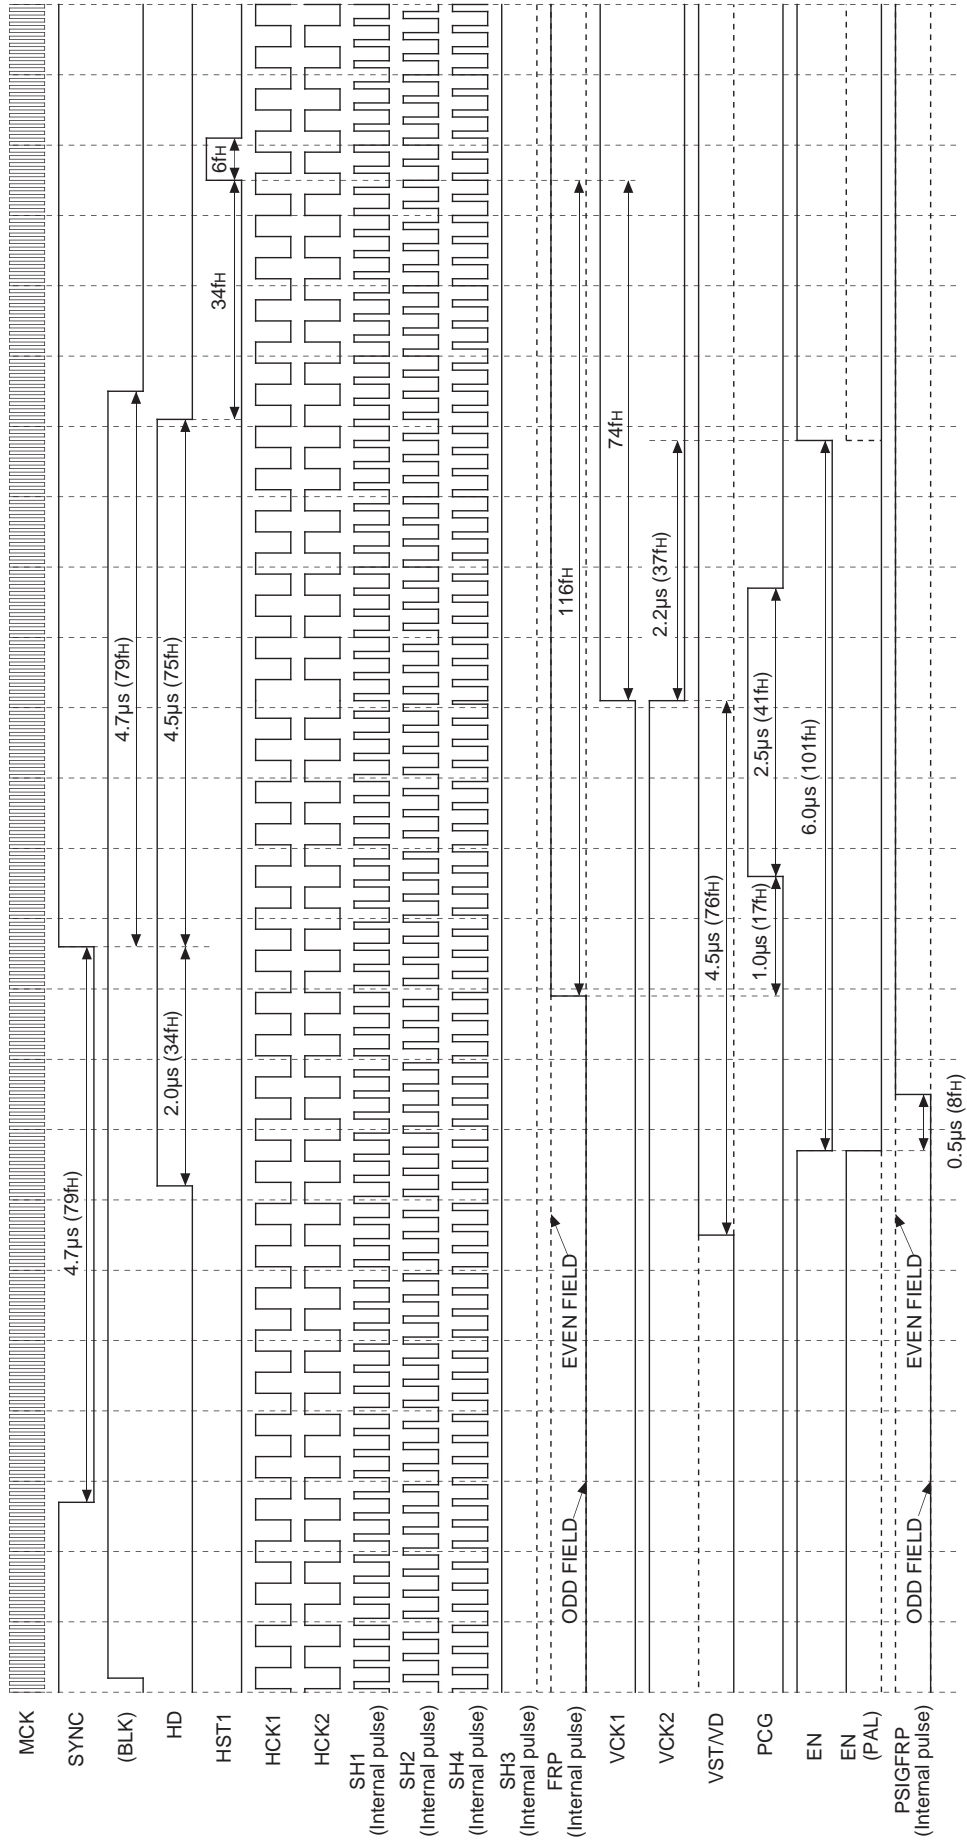 MCK
SYNC
4.7µs (79fH)
(BLK)
4.7µs (79fH)
HD
2.0µs (34fH)
4.5µs (75fH)
HST1
34fH
6fH
HCK1
HCK2
SH1
(Internal pulse)
SH2
(Internal pulse)
SH4
(Internal pulse)
SH3
(Internal pulse)
FRP
(Internal pulse)
ODD FIELD
EVEN FIELD
116fH
VCK1
74fH
VCK2
2.2µs (37fH)
VST/VD
4.5µs (76fH)
PCG
1.0µs (17fH)
2.5µs (41fH)
EN
6.0µs (101fH)
EN
(PAL)
PSIGFRP
(Internal pulse)
ODD FIELD
EVEN FIELD
0.5µs (8fH)